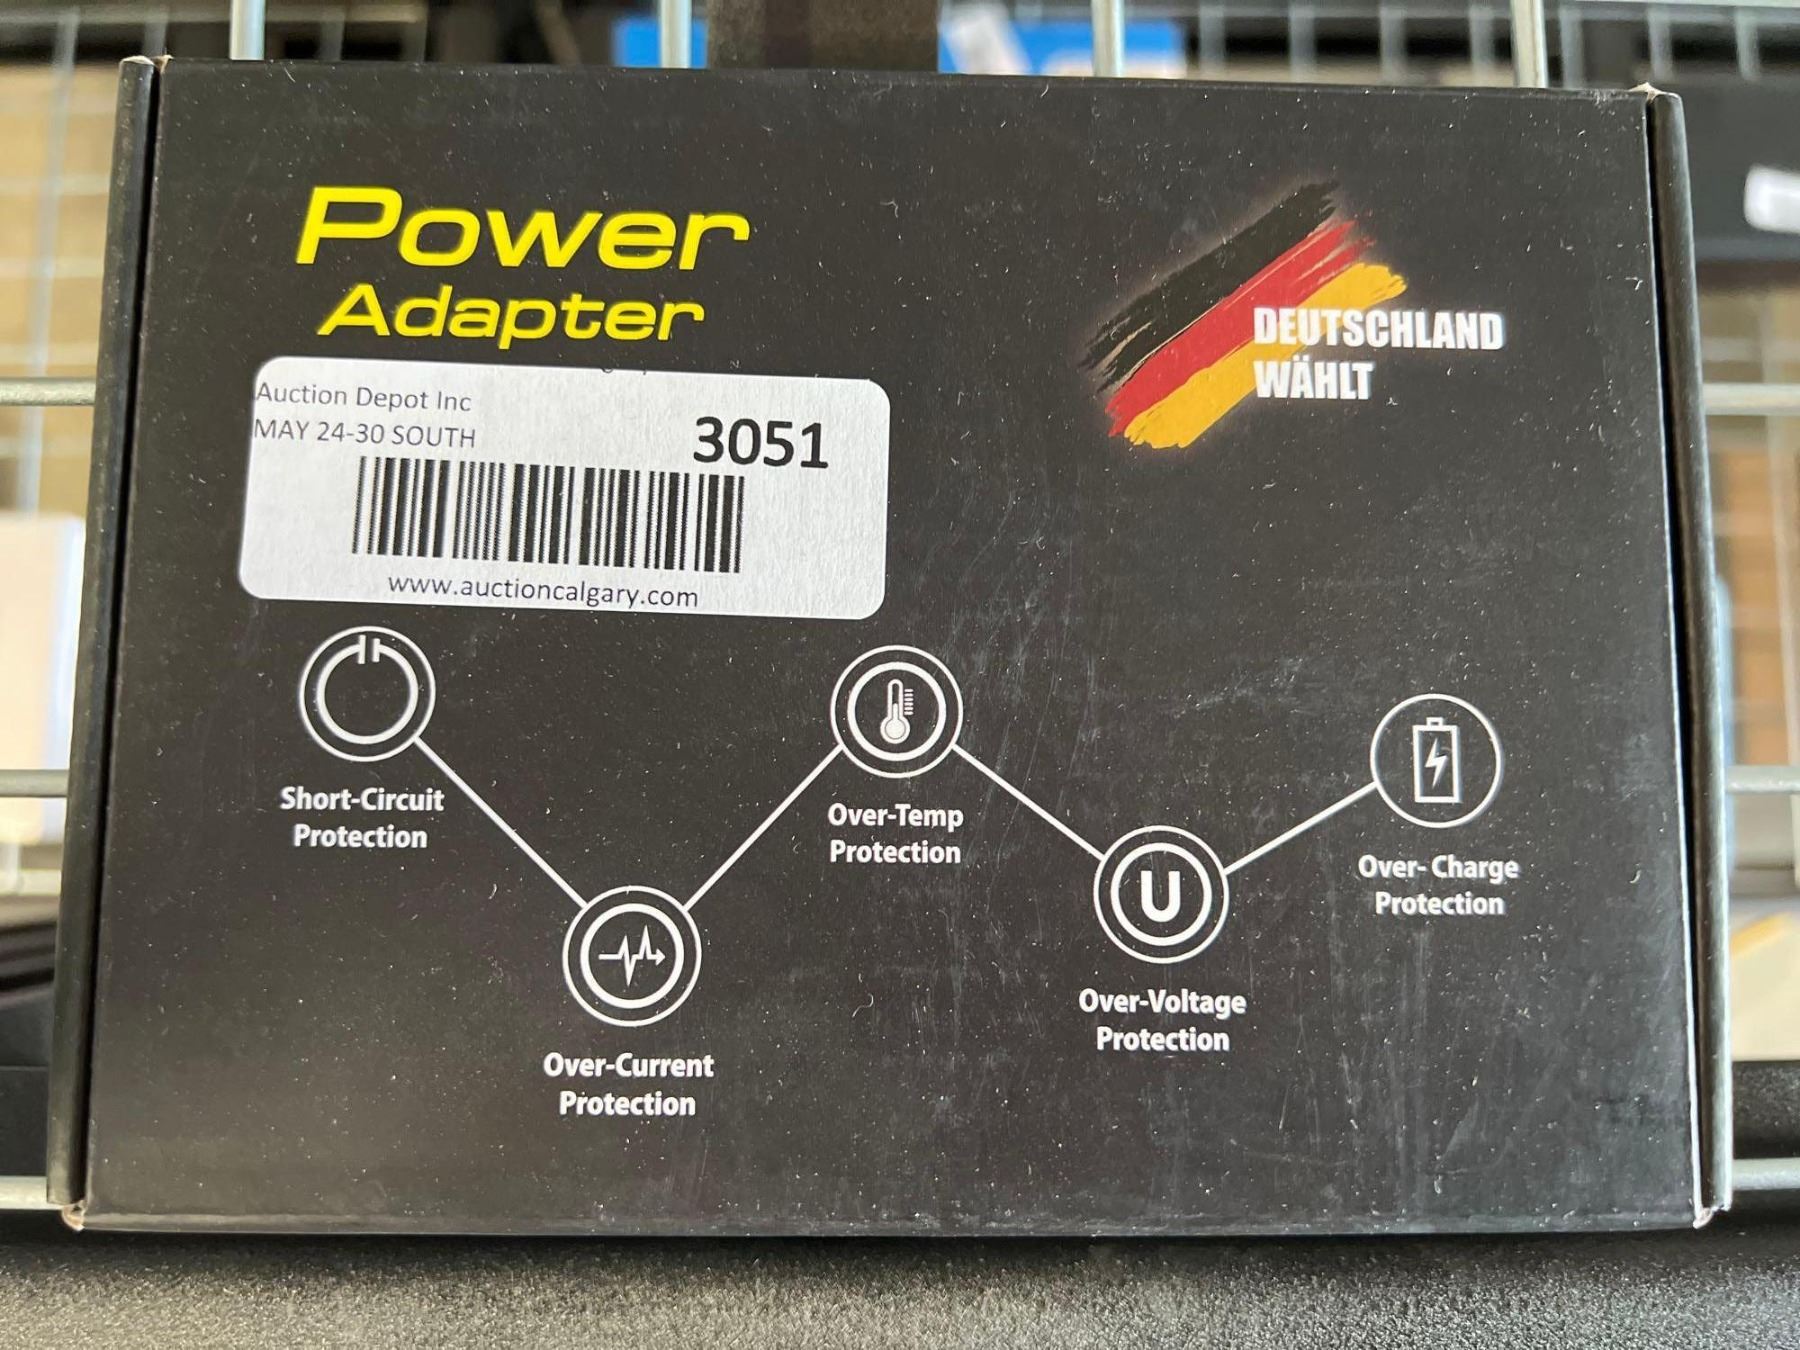 Power
Adapter
DEUTSCHLAND
WÄHLT
Auction Depot Inc
MAY 24-30 SOUTH
3051
www.auctioncalgary.com
Short-Circuit
Protection
Over-Current
Protection
Over-Temp
Protection
U
Over-Voltage
Protection
Over- Charge
Protection